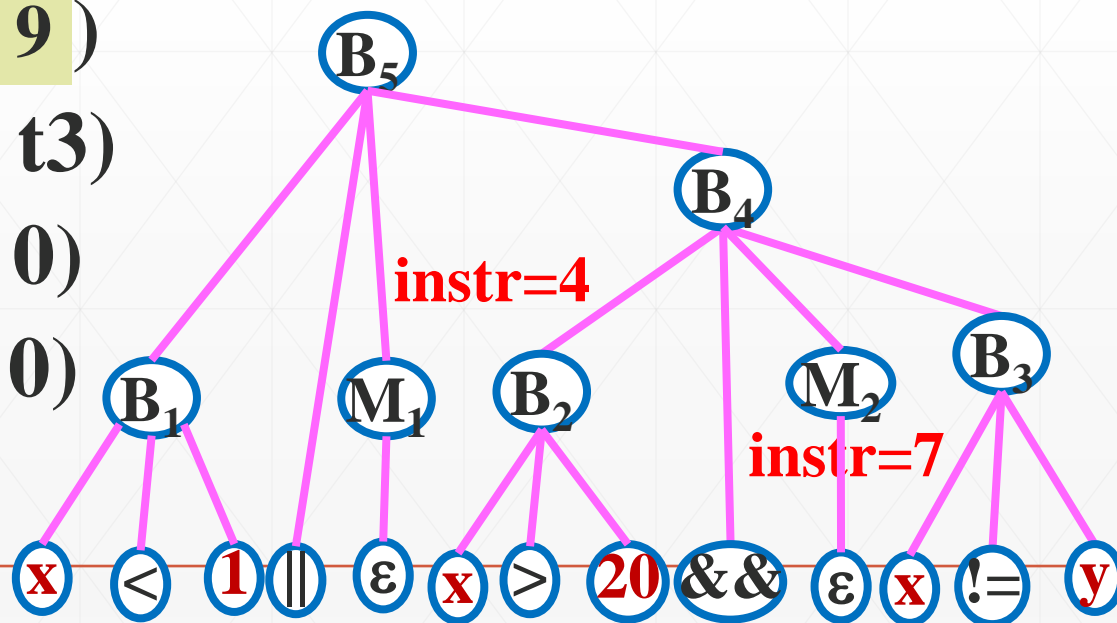 9 )
t3)
0)
0)
B5
B4
instr=4
B1
M1
B2
M2
B3
instr=7
x < 1 || ε x > 20 && ε x != y